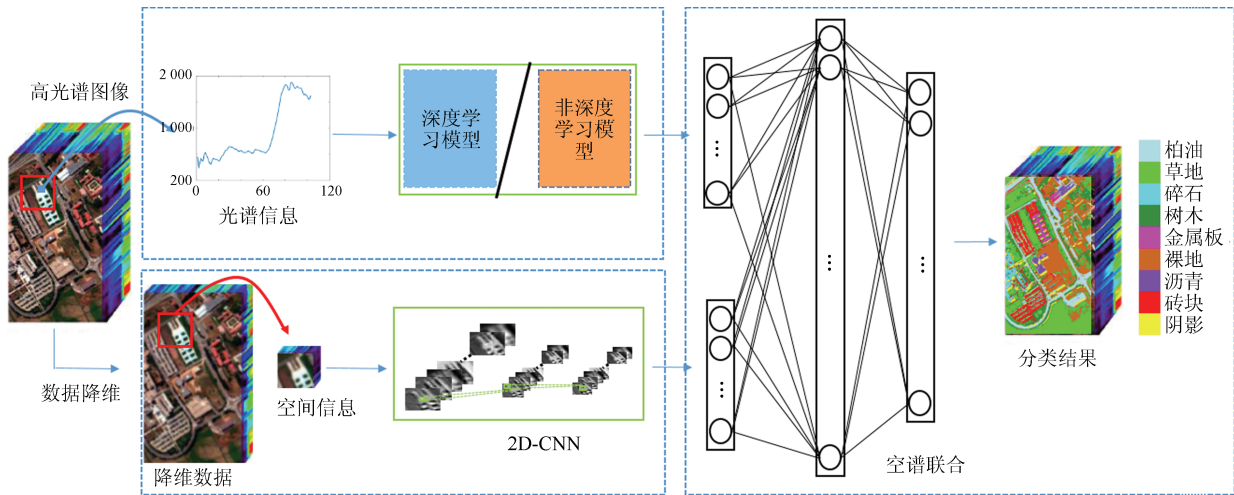 高光谱图像
2 000
1 000
200
0
60
120
光谱信息
深度学
习模型
非深度
学习模
型
数据降维
降维数据
空间信息
2D-CNN
空谱联合
分类结果
柏油
草地
碎石
树木
金属板
裸地
沥青
砖块
阴影